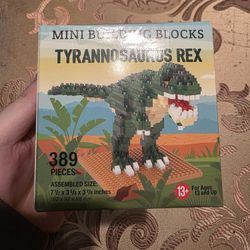 MINI BUILDING BLOCKS
TYRANNOSAURUS REX
389
PIECES
ASSEMBLED SIZE:
13+
For Ages
13 and Up